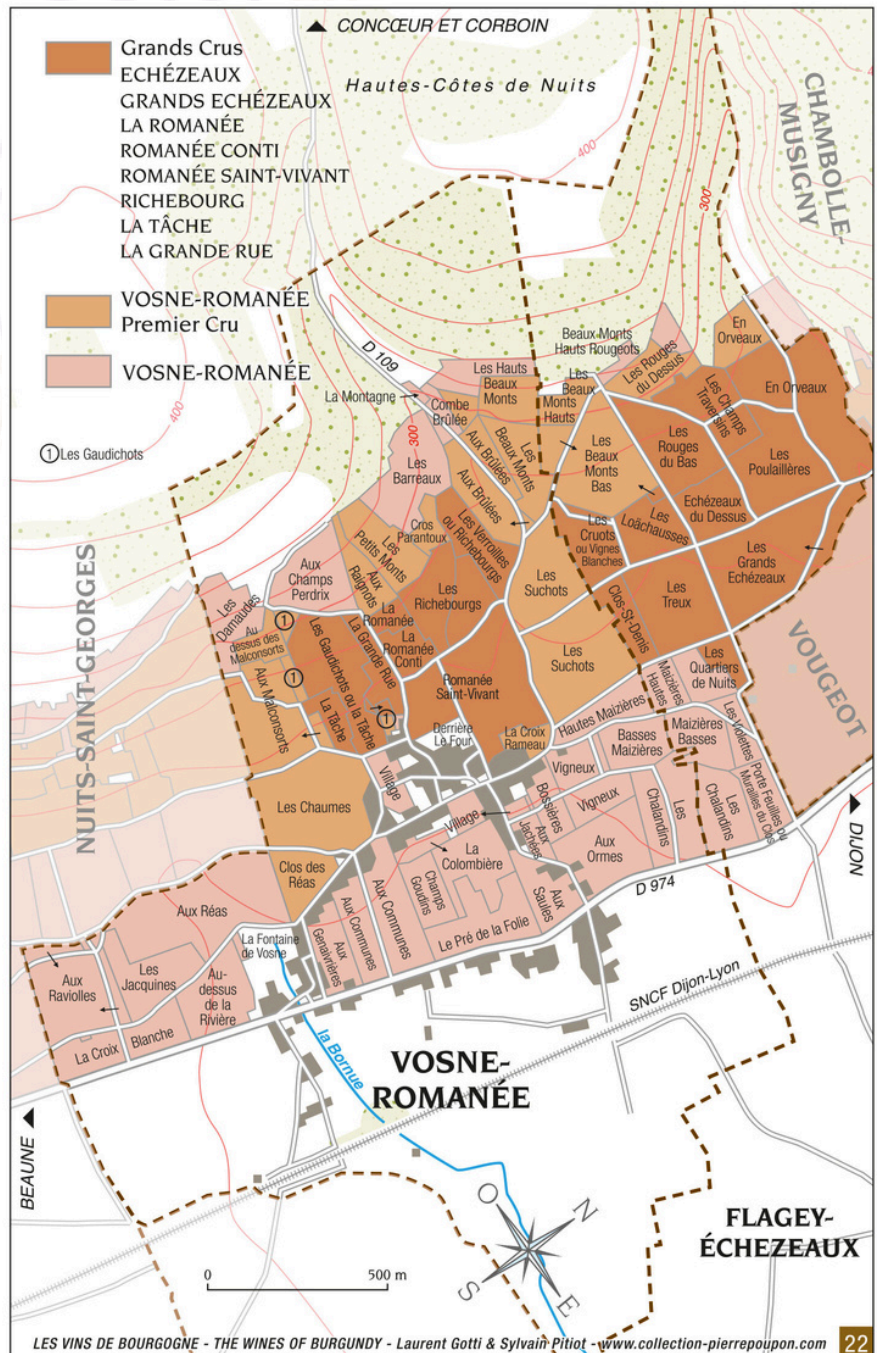 CONCŒUR ET CORBOIN
Grands Crus
ECHÉZEAUX
GRANDS ECHÉZEAUX
LA ROMANÉE
ROMANÉE CONTI
ROMANÉE SAINT-VIVANT
RICHEBOURG
LA TÂCHE
LA GRANDE RUE
VOSNE-ROMANÉE
Premier Cru
VOSNE-ROMANÉE
1 Les Gaudichots
Hautes-Côtes de Nuits
CHAMBOLLE-
MUSIGNY
400
300
400
400
300
D 109
Beaux Monts
Hauts Rougeots
Les Rouges
du Dessus
En
Orveaux
Les Hauts
Beaux
Monts
Les
Beaux
Monts
Hauts
La Montagne
Combe
Brûlée
Les Champs
Traversins
En Orveaux
Les
Barreaux
Aux Brûlées
Les
Beaux Monts
Aux Brûlées
Les
Beaux
Monts
Bas
Les
Rouges
du Bas
Les
Poulaillères
Echézeaux
du Dessus
Les
Loächausses
Les
Cruots
ou Vignes
Blanches
Les
Grands
Echézeaux
Cros
Parantoux
Les Verroilles
ou Richebourgs
Les
Petits Monts
Aux
Raignots
Aux
Champs
Perdrix
Les
Richebourgs
Les
Suchots
Les
Treux
Clos-St-Denis
Les
Damaudes
Au
dessus des
Malconsorts
1
1
1
Les Gaudichots ou la Tâche
La Grande Rue
La
Romanée
La
Romanée
Conti
Romanée
Saint-Vivant
Les
Suchots
Les
Quartiers
de Nuits
NUITS-SAINT-GEORGES
VOUGEOT
Aux Malconsorts
La Tâche
Derrière
Le Four
La Croix
Rameau
Hautes Maizières
Maizières
Hautes
Basses
Maizières
Maizières
Basses
Les Violettes
Porte Feuilles ou
Murailles du Clos
Les Chaumes
Village
Village
Vigneux
Bossières
Vigneux
Aux
Jachées
Les
Chalandins
Les
Chalandins
DIJON
Clos des
Réas
La
Colombière
Aux
Ormes
Champs
Goudins
Aux
Saules
D 974
Aux Réas
Aux Communes
Aux Communes
Aux
Genaivrières
Le Pré de la Folie
La Fontaine
de Vosne
Aux
Raviolles
Les
Jacquines
Au-
dessus
de la
Rivière
La Croix
Blanche
SNCF Dijon-Lyon
la Bornue
VOSNE-
ROMANÉE
BEAUNE
FLAGEY-
ÉCHEZEAUX
O
N
S
E
0
500 m
LES VINS DE BOURGOGNE - THE WINES OF BURGUNDY - Laurent Gotti & Sylvain Pitiot - www.collection-pierrepoupon.com
22